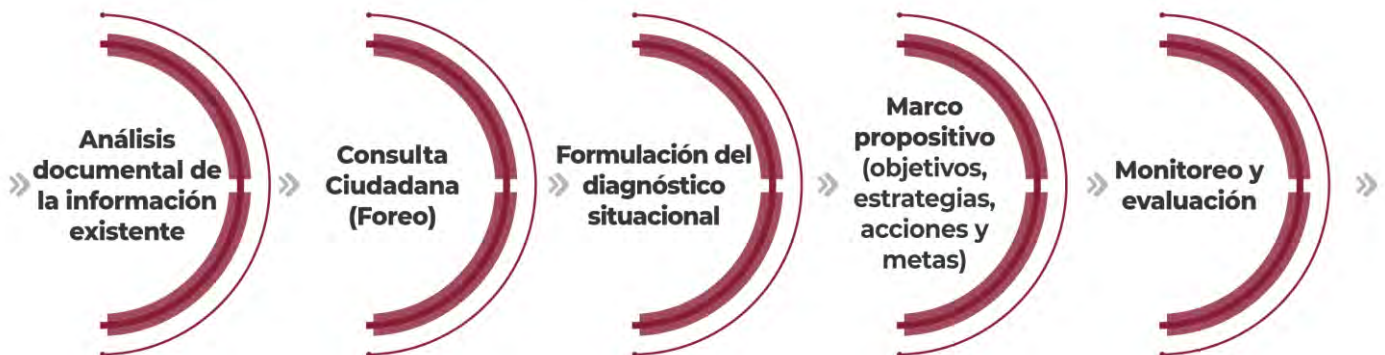 Análisis
documental de
la información
existente
Consulta
Ciudadana
(Foreo)
Formulación del
diagnóstico
situacional
Marco
propositivo
(objetivos,
estrategias,
acciones y
metas)
Monitoreo y
evaluación